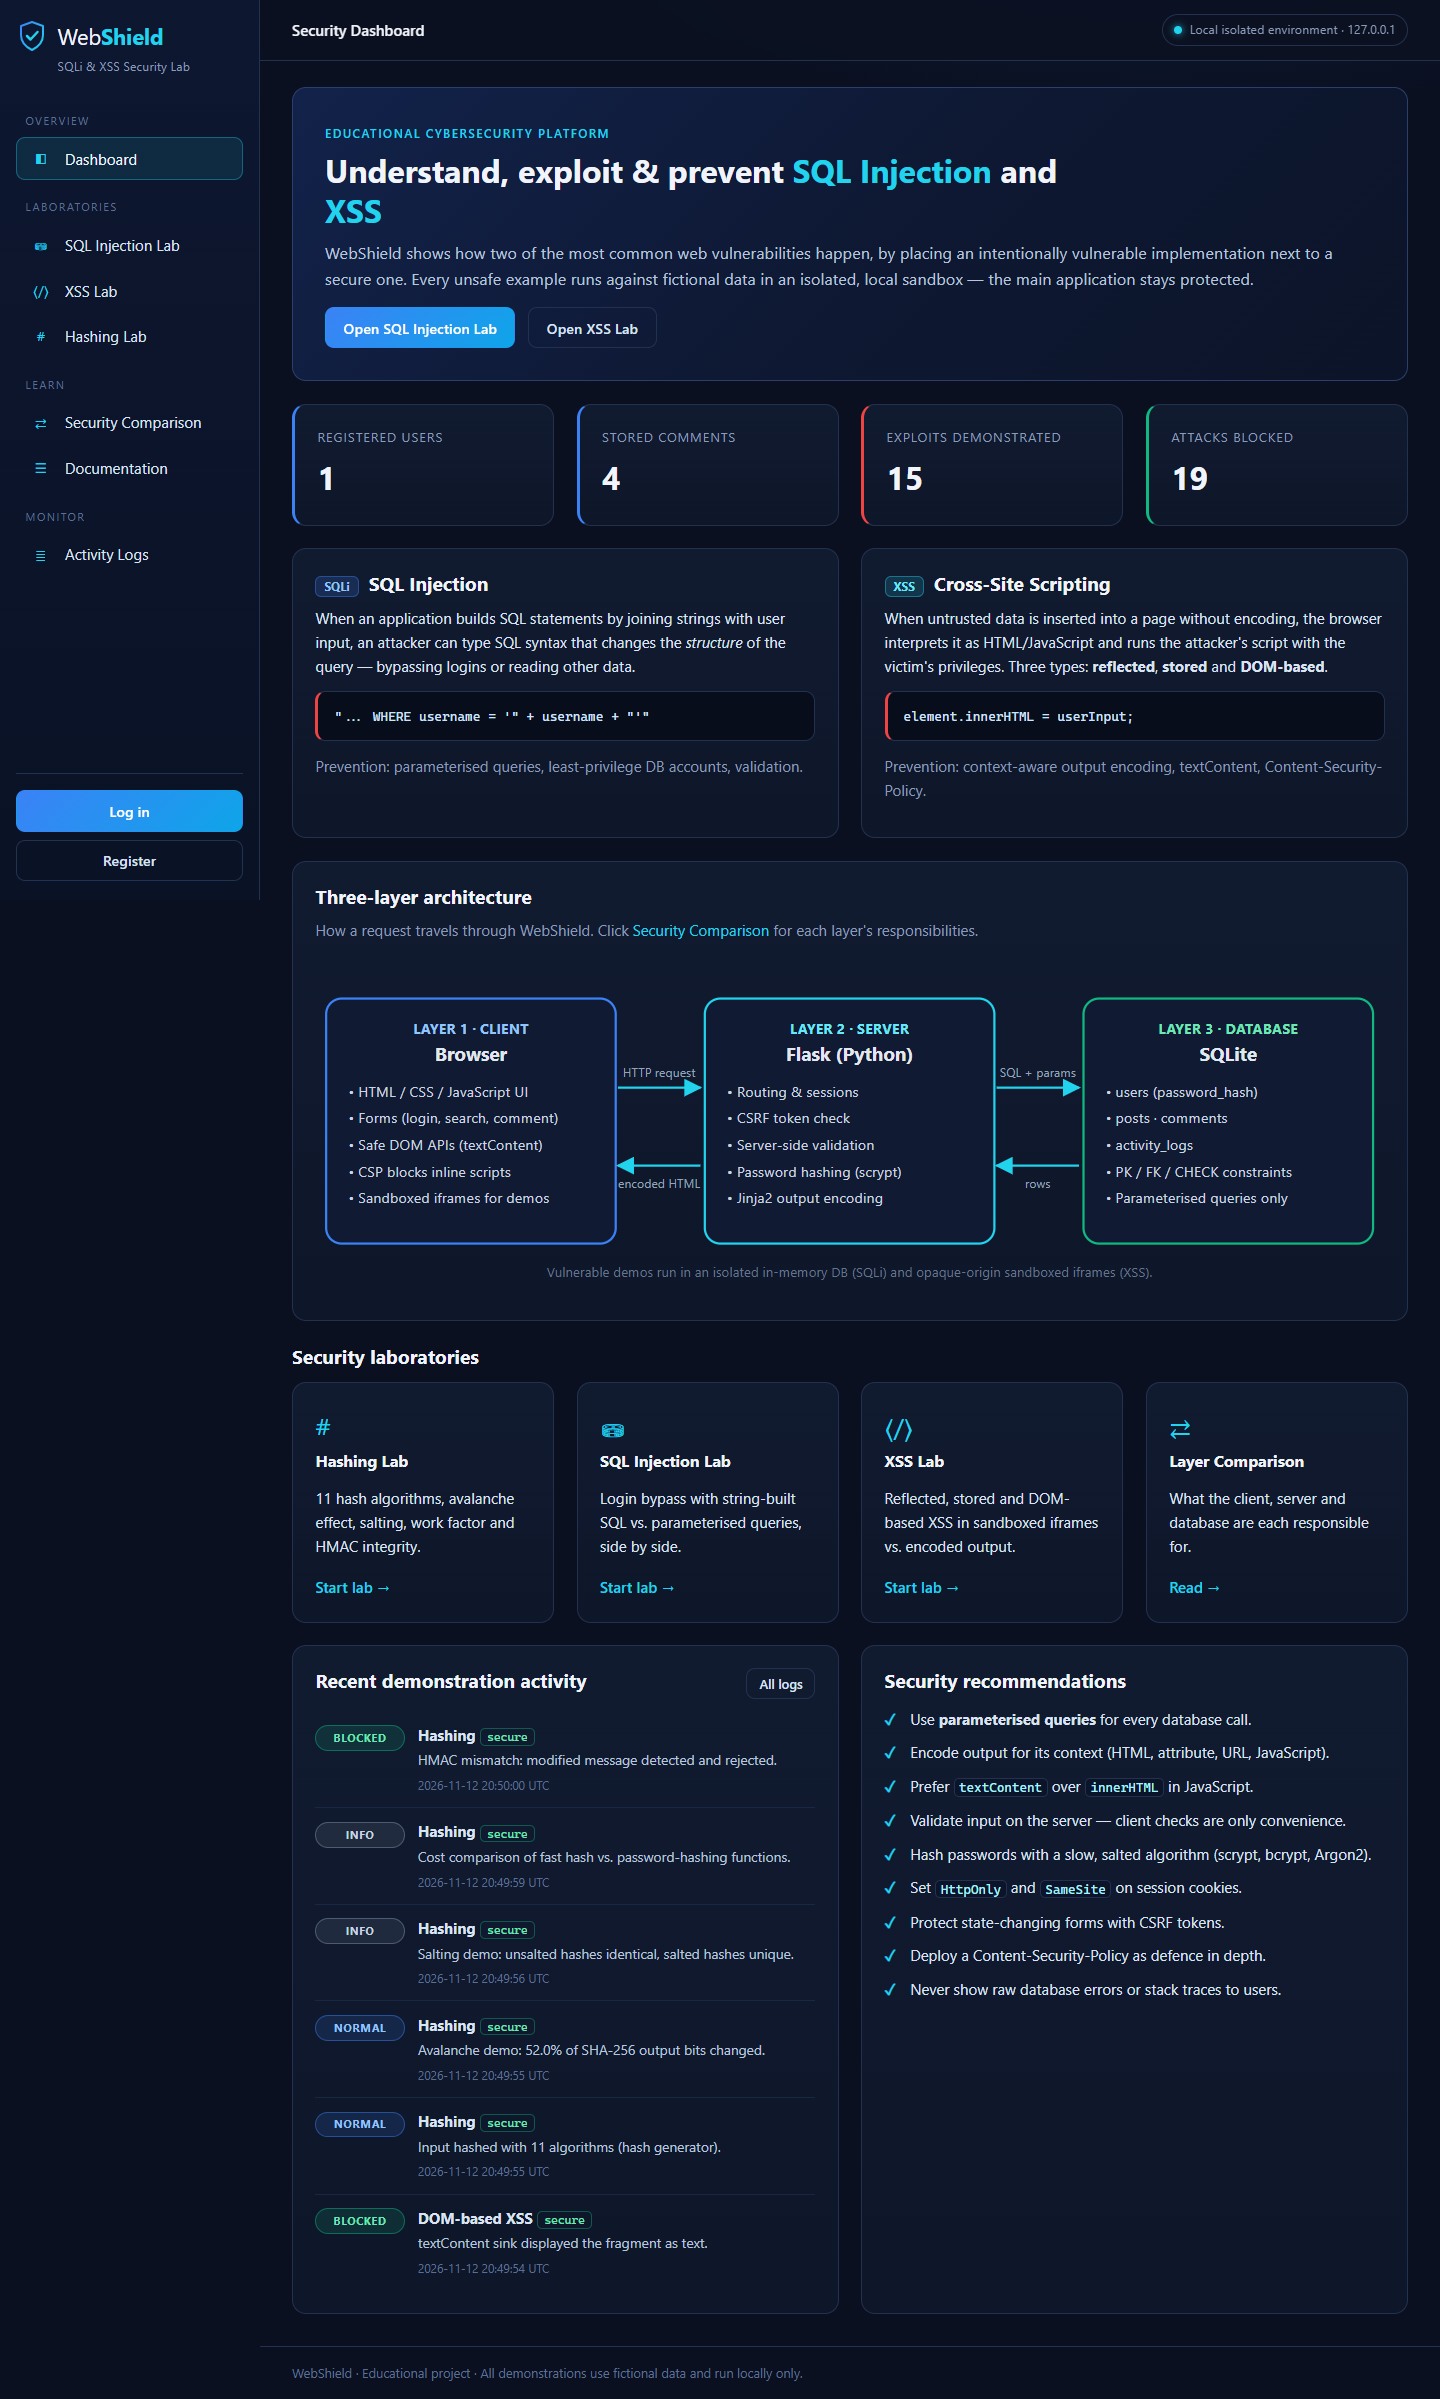 WebShield
SQLi & XSS Security Lab
OVERVIEW
Dashboard
LABORATORIES
SQL Injection Lab
XSS Lab
# Hashing Lab
LEARN
Security Comparison
Documentation
MONITOR
Activity Logs
Log in
Register
Security Dashboard
Local isolated environment · 127.0.0.1
EDUCATIONAL CYBERSECURITY PLATFORM
Understand, exploit & prevent SQL Injection and
XSS
WebShield shows how two of the most common web vulnerabilities happen, by placing an intentionally vulnerable implementation next to a
secure one. Every unsafe example runs against fictional data in an isolated, local sandbox — the main application stays protected.
Open SQL Injection Lab
Open XSS Lab
REGISTERED USERS
1
STORED COMMENTS
4
EXPLOITS DEMONSTRATED
15
ATTACKS BLOCKED
19
SQLi SQL Injection
When an application builds SQL statements by joining strings with user
input, an attacker can type SQL syntax that changes the structure of the
query — bypassing logins or reading other data.
"... WHERE username = '" + username + "'"
Prevention: parameterised queries, least-privilege DB accounts, validation.
XSS Cross-Site Scripting
When untrusted data is inserted into a page without encoding, the browser
interprets it as HTML/JavaScript and runs the attacker's script with the
victim's privileges. Three types: reflected, stored and DOM-based.
element.innerHTML = userInput;
Prevention: context-aware output encoding, textContent, Content-Security-
Policy.
Three-layer architecture
How a request travels through WebShield. Click Security Comparison for each layer's responsibilities.
LAYER 1 · CLIENT
Browser
• HTML / CSS / JavaScript UI
• Forms (login, search, comment)
• Safe DOM APIs (textContent)
• CSP blocks inline scripts
• Sandboxed iframes for demos
HTTP request
encoded HTML
LAYER 2 · SERVER
Flask (Python)
• Routing & sessions
• CSRF token check
• Server-side validation
• Password hashing (scrypt)
• Jinja2 output encoding
SQL + params
rows
LAYER 3 · DATABASE
SQLite
• users (password_hash)
• posts · comments
• activity_logs
• PK / FK / CHECK constraints
• Parameterised queries only
Vulnerable demos run in an isolated in-memory DB (SQLi) and opaque-origin sandboxed iframes (XSS).
Security laboratories
#
Hashing Lab
11 hash algorithms, avalanche
effect, salting, work factor and
HMAC integrity.
Start lab →
SQL Injection Lab
Login bypass with string-built
SQL vs. parameterised queries,
side by side.
Start lab →
XSS Lab
Reflected, stored and DOM-
based XSS in sandboxed iframes
vs. encoded output.
Start lab →
Layer Comparison
What the client, server and
database are each responsible
for.
Read →
Recent demonstration activity
All logs
BLOCKED
Hashing secure
HMAC mismatch: modified message detected and rejected.
2026-11-12 20:50:00 UTC
INFO
Hashing secure
Cost comparison of fast hash vs. password-hashing functions.
2026-11-12 20:49:59 UTC
INFO
Hashing secure
Salting demo: unsalted hashes identical, salted hashes unique.
2026-11-12 20:49:56 UTC
NORMAL
Hashing secure
Avalanche demo: 52.0% of SHA-256 output bits changed.
2026-11-12 20:49:55 UTC
NORMAL
Hashing secure
Input hashed with 11 algorithms (hash generator).
2026-11-12 20:49:55 UTC
BLOCKED
DOM-based XSS secure
textContent sink displayed the fragment as text.
2026-11-12 20:49:54 UTC
Security recommendations
✓ Use parameterised queries for every database call.
✓ Encode output for its context (HTML, attribute, URL, JavaScript).
✓ Prefer textContent over innerHTML in JavaScript.
✓ Validate input on the server — client checks are only convenience.
✓ Hash passwords with a slow, salted algorithm (scrypt, bcrypt, Argon2).
✓ Set HttpOnly and SameSite on session cookies.
✓ Protect state-changing forms with CSRF tokens.
✓ Deploy a Content-Security-Policy as defence in depth.
✓ Never show raw database errors or stack traces to users.
WebShield · Educational project · All demonstrations use fictional data and run locally only.